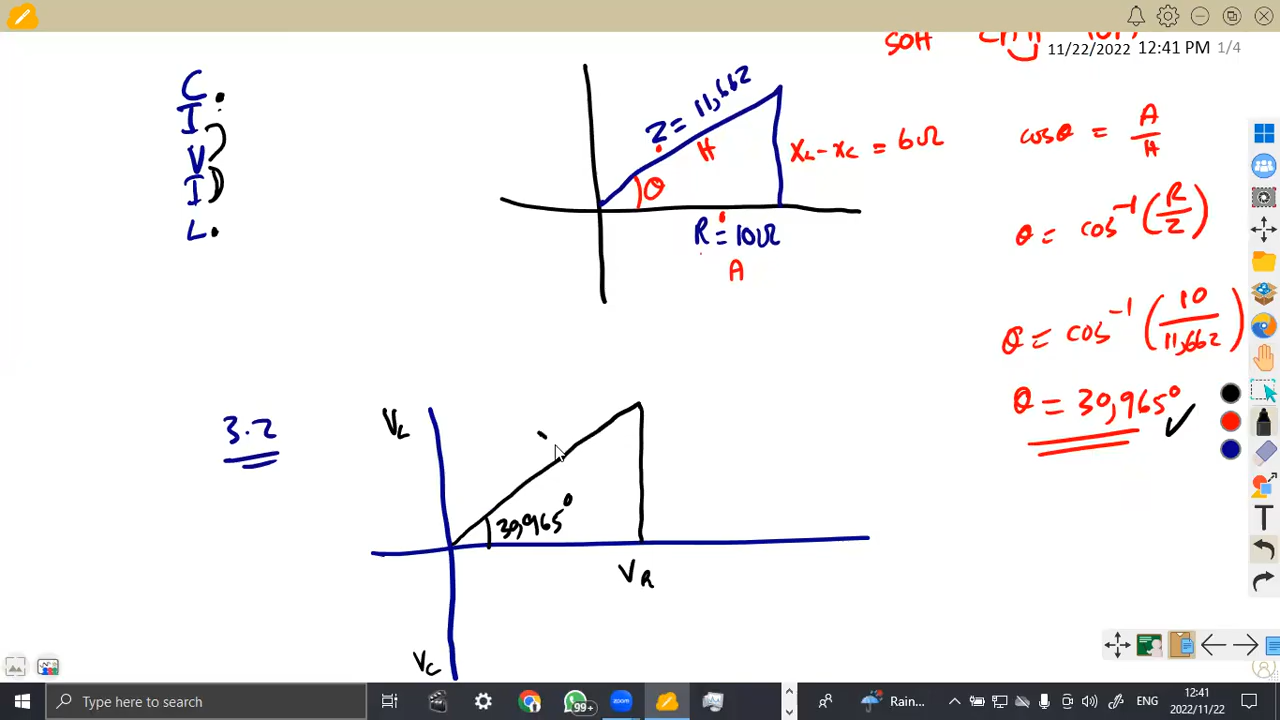 SOH
11/22/2022 12:41 PM 1/4
C
I
V
I
L
Z = 11,662
H
θ
XL - XC = 6Ω
R = 10Ω
A
cosθ = A/H
θ = cos⁻¹(R/Z)
θ = cos⁻¹(10/11,662)
θ = 30,965°
3.2
VL
30,965°
VR
VC
T
Type here to search
99+
Rain...
ENG
12:41
2022/11/22